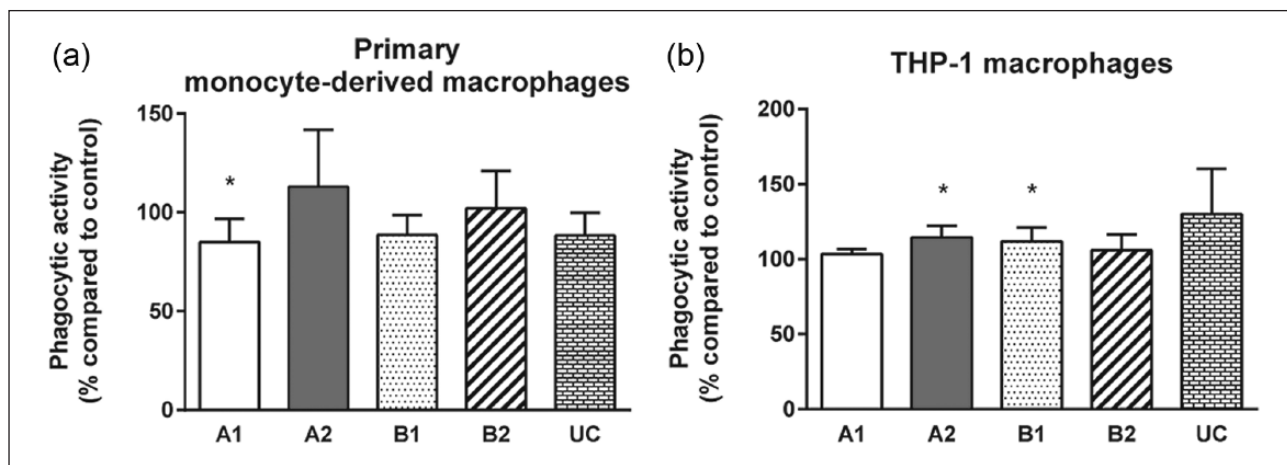 (a)
Primary
monocyte-derived macrophages
Phagocytic activity
(% compared to control)
150
100
50
0
*
A1 A2 B1 B2 UC
(b)
THP-1 macrophages
Phagocytic activity
(% compared to control)
200
150
100
50
0
* *
A1 A2 B1 B2 UC